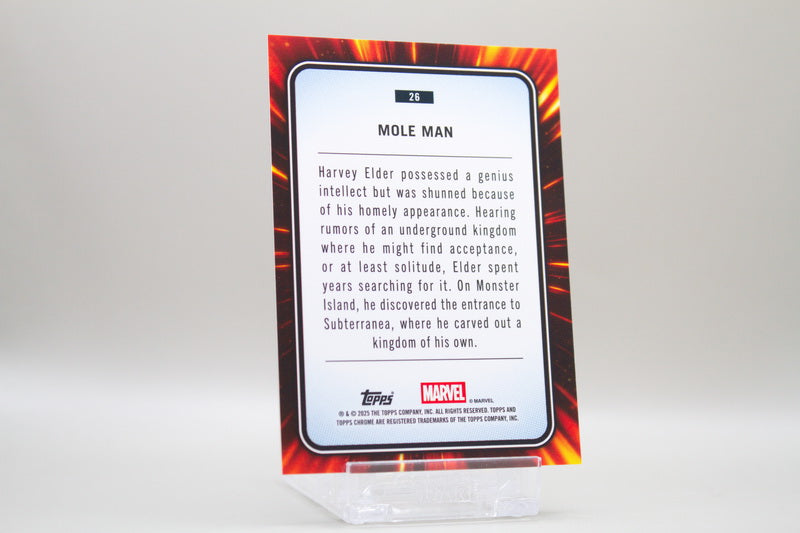 26
MOLE MAN
Harvey Elder possessed a genius
intellect but was shunned because
of his homely appearance. Hearing
rumors of an underground kingdom
where he might find acceptance,
or at least solitude, Elder spent
years searching for it. On Monster
Island, he discovered the entrance to
Subterranea, where he carved out a
kingdom of his own.
Topps®
MARVEL
© MARVEL
® & © 2025 THE TOPPS COMPANY, INC. ALL RIGHTS RESERVED. TOPPS AND
TOPPS CHROME ARE REGISTERED TRADEMARKS OF THE TOPPS COMPANY, INC.